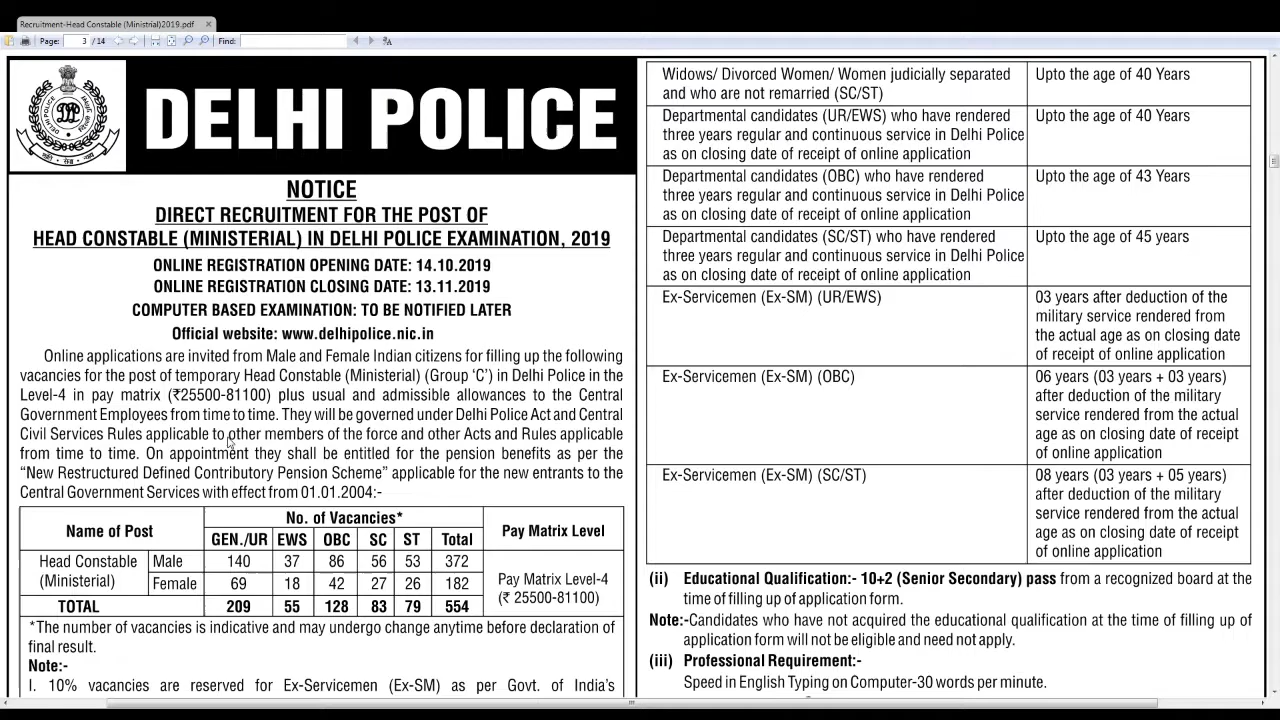 Recruitment-Head Constable (Ministrial)2019.pdf
Page: 3 / 14 Find:
DELHI POLICE
NOTICE
DIRECT RECRUITMENT FOR THE POST OF
HEAD CONSTABLE (MINISTERIAL) IN DELHI POLICE EXAMINATION, 2019
ONLINE REGISTRATION OPENING DATE: 14.10.2019
ONLINE REGISTRATION CLOSING DATE: 13.11.2019
COMPUTER BASED EXAMINATION: TO BE NOTIFIED LATER
Official website: www.delhipolice.nic.in
Online applications are invited from Male and Female Indian citizens for filling up the following
vacancies for the post of temporary Head Constable (Ministerial) (Group ‘C’) in Delhi Police in the
Level-4 in pay matrix (₹25500-81100) plus usual and admissible allowances to the Central
Government Employees from time to time. They will be governed under Delhi Police Act and Central
Civil Services Rules applicable to other members of the force and other Acts and Rules applicable
from time to time. On appointment they shall be entitled for the pension benefits as per the
“New Restructured Defined Contributory Pension Scheme” applicable for the new entrants to the
Central Government Services with effect from 01.01.2004:-
Name of Post No. of Vacancies* Pay Matrix Level
GEN./UR EWS OBC SC ST Total
Head Constable (Ministerial) Male 140 37 86 56 53 372 Pay Matrix Level-4
Female 69 18 42 27 26 182 (₹ 25500-81100)
TOTAL 209 55 128 83 79 554
*The number of vacancies is indicative and may undergo change anytime before declaration of
final result.
Note:-
I. 10% vacancies are reserved for Ex-Servicemen (Ex-SM) as per Govt. of India’s
Widows/ Divorced Women/ Women judicially separated
and who are not remarried (SC/ST)
Upto the age of 40 Years
Departmental candidates (UR/EWS) who have rendered
three years regular and continuous service in Delhi Police
as on closing date of receipt of online application
Upto the age of 40 Years
Departmental candidates (OBC) who have rendered
three years regular and continuous service in Delhi Police
as on closing date of receipt of online application
Upto the age of 43 Years
Departmental candidates (SC/ST) who have rendered
three years regular and continuous service in Delhi Police
as on closing date of receipt of online application
Upto the age of 45 years
Ex-Servicemen (Ex-SM) (UR/EWS)
03 years after deduction of the
military service rendered from
the actual age as on closing date
of receipt of online application
Ex-Servicemen (Ex-SM) (OBC)
06 years (03 years + 03 years)
after deduction of the military
service rendered from the actual
age as on closing date of receipt
of online application
Ex-Servicemen (Ex-SM) (SC/ST)
08 years (03 years + 05 years)
after deduction of the military
service rendered from the actual
age as on closing date of receipt
of online application
(ii) Educational Qualification:- 10+2 (Senior Secondary) pass from a recognized board at the
time of filling up of application form.
Note:-Candidates who have not acquired the educational qualification at the time of filling up of
application form will not be eligible and need not apply.
(iii) Professional Requirement:-
Speed in English Typing on Computer-30 words per minute.